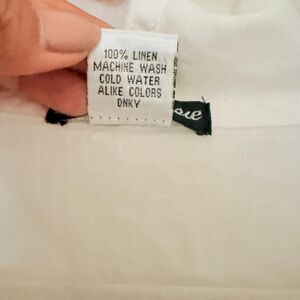 100% LINEN
MACHINE WASH
COLD WATER
ALIKE COLORS
DNKY